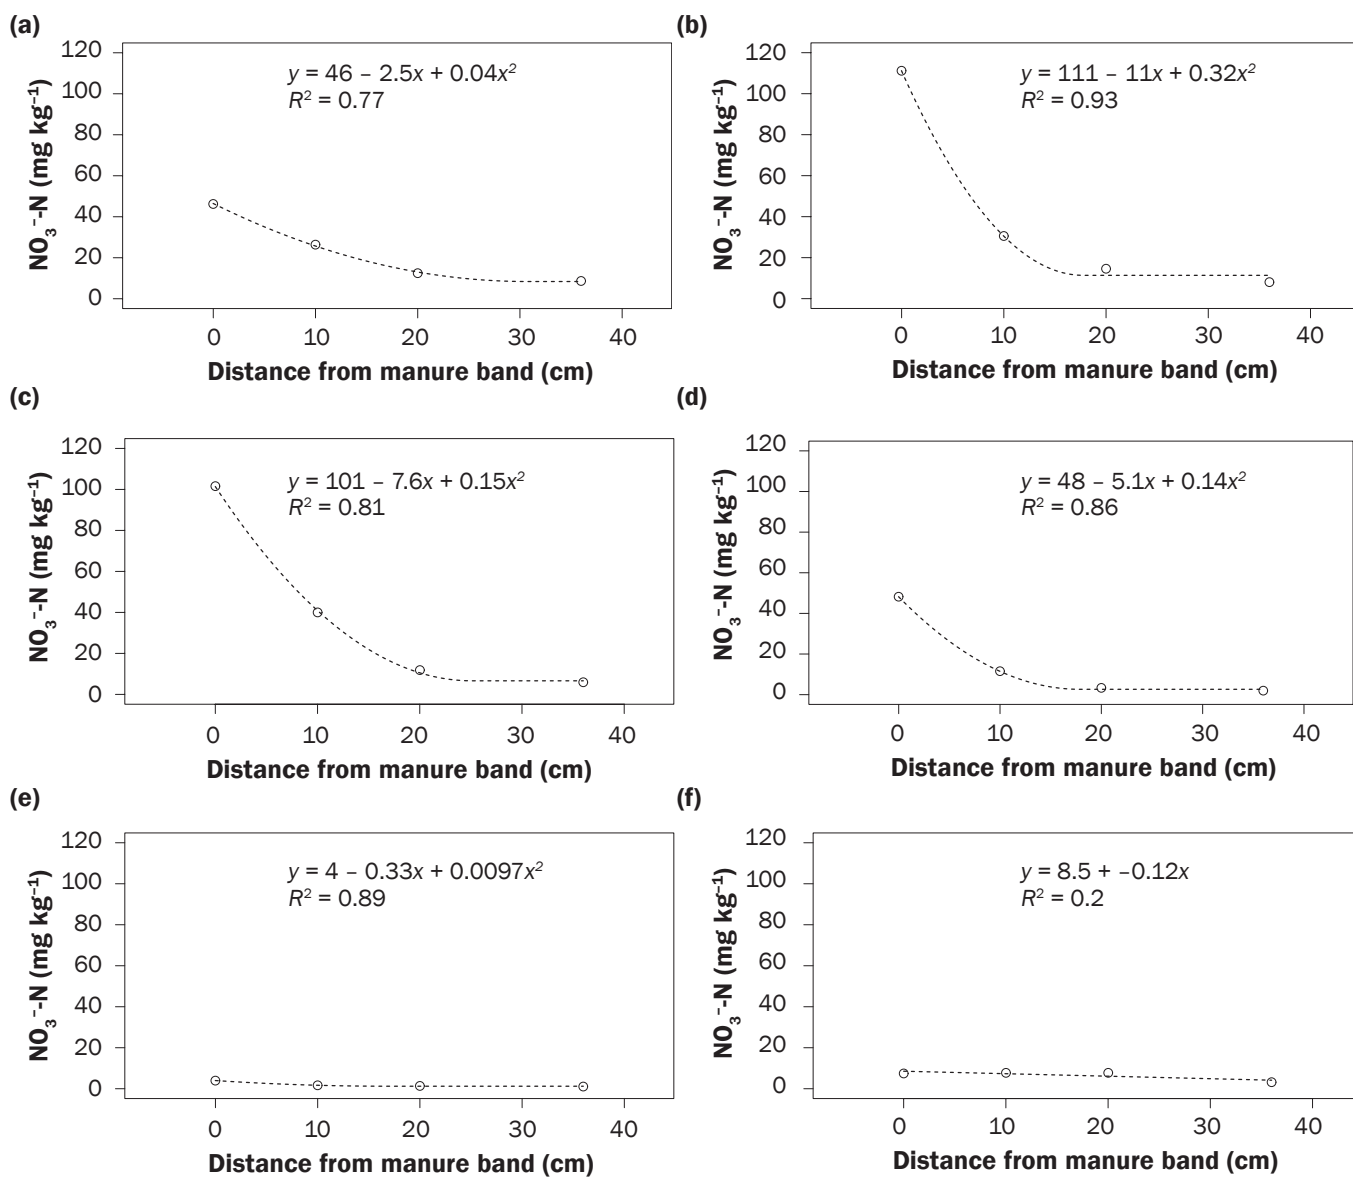 (a)
120
100
80
60
40
20
0
NO₃⁻-N (mg kg⁻¹)
y = 46 – 2.5x + 0.04x²
R² = 0.77
0 10 20 30 40
Distance from manure band (cm)
(b)
120
100
80
60
40
20
0
NO₃⁻-N (mg kg⁻¹)
y = 111 – 11x + 0.32x²
R² = 0.93
0 10 20 30 40
Distance from manure band (cm)
(c)
120
100
80
60
40
20
0
NO₃⁻-N (mg kg⁻¹)
y = 101 – 7.6x + 0.15x²
R² = 0.81
0 10 20 30 40
Distance from manure band (cm)
(d)
120
100
80
60
40
20
0
NO₃⁻-N (mg kg⁻¹)
y = 48 – 5.1x + 0.14x²
R² = 0.86
0 10 20 30 40
Distance from manure band (cm)
(e)
120
100
80
60
40
20
0
NO₃⁻-N (mg kg⁻¹)
y = 4 – 0.33x + 0.0097x²
R² = 0.89
0 10 20 30 40
Distance from manure band (cm)
(f)
120
100
80
60
40
20
0
NO₃⁻-N (mg kg⁻¹)
y = 8.5 + –0.12x
R² = 0.2
0 10 20 30 40
Distance from manure band (cm)